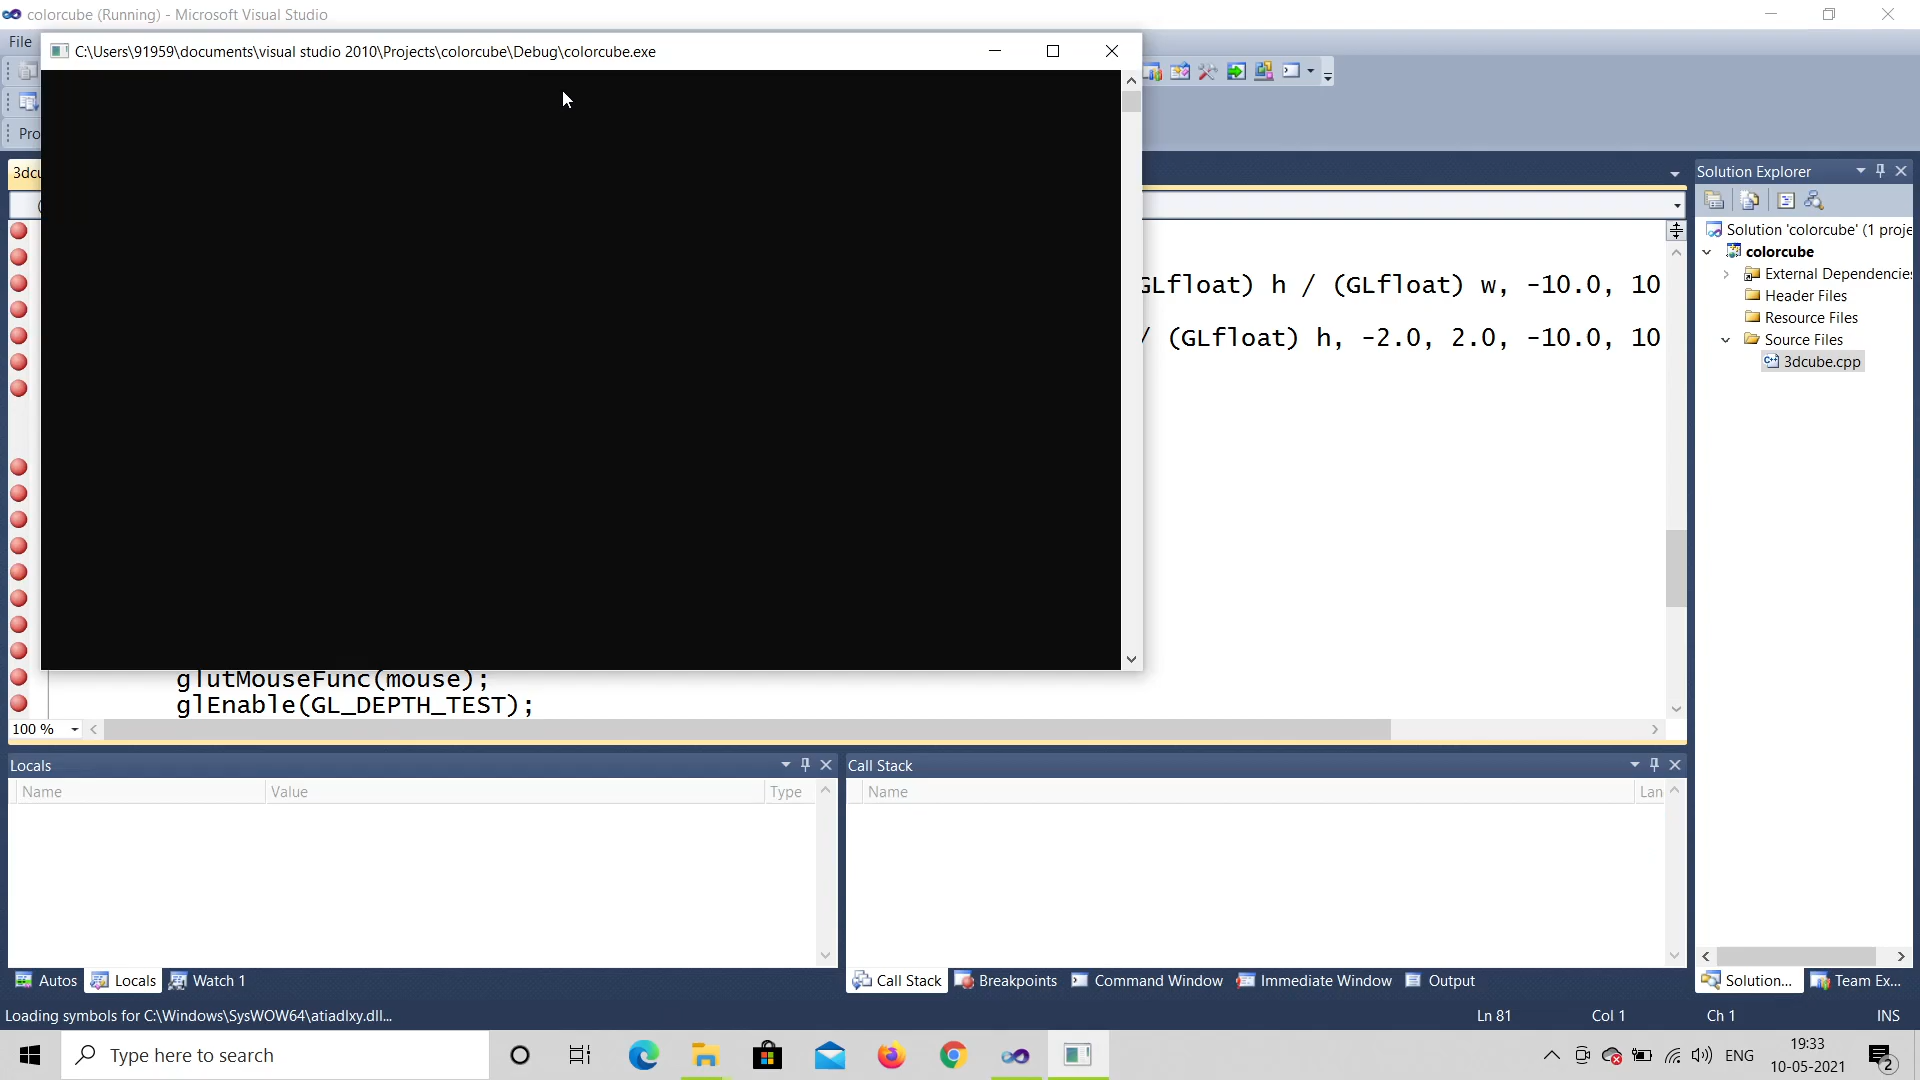 colorcube (Running) - Microsoft Visual Studio
File
C:\Users\91959\documents\visual studio 2010\Projects\colorcube\Debug\colorcube.exe
Pro
3dcu
GLfloat) h / (GLfloat) w, -10.0, 10
/ (GLfloat) h, -2.0, 2.0, -10.0, 10
glutMouseFunc(mouse);
glEnable(GL_DEPTH_TEST);
100 %
Solution Explorer
Solution 'colorcube' (1 proje
colorcube
External Dependencies
Header Files
Resource Files
Source Files
3dcube.cpp
Locals
Name Value Type
Call Stack
Name Lan
Autos Locals Watch 1
Call Stack Breakpoints Command Window Immediate Window Output
Solution... Team Ex...
Loading symbols for C:\Windows\SysWOW64\atiadlxy.dll...
Ln 81 Col 1 Ch 1 INS
Type here to search
ENG
19:33
10-05-2021
2